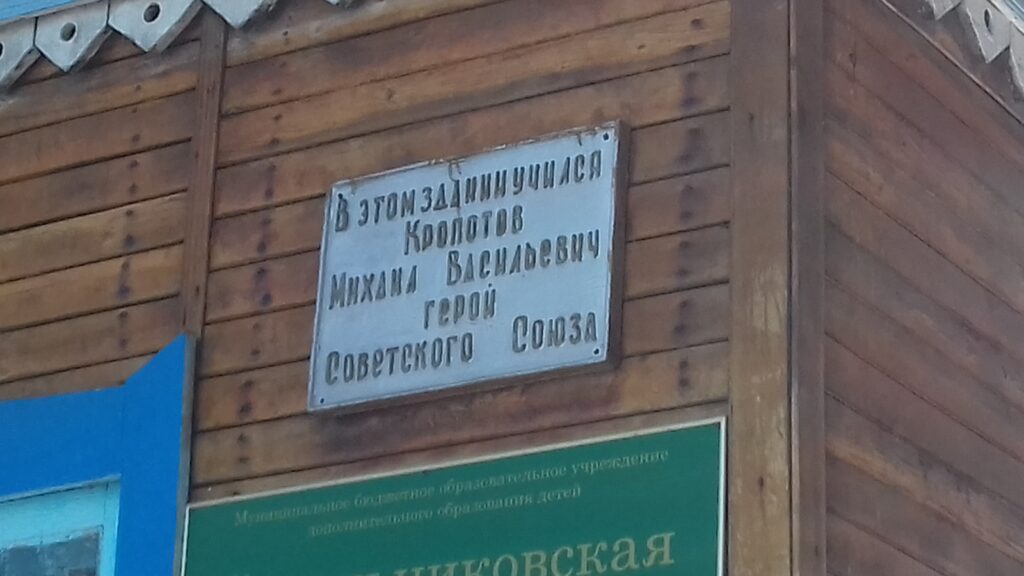 В этом здании учился
Кропотов
Михаил Васильевич
герой
Советского Союза
Муниципальное бюджетное образовательное учреждение
дополнительного образования детей